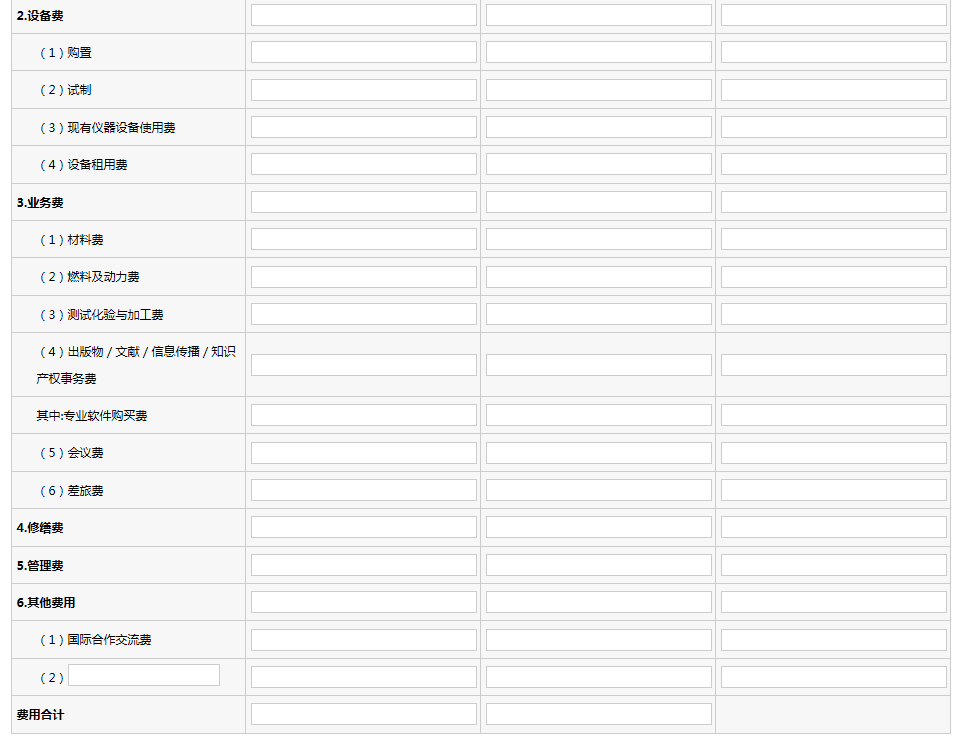 2.设备费
（1）购置
（2）试制
（3）现有仪器设备使用费
（4）设备租用费
3.业务费
（1）材料费
（2）燃料及动力费
（3）测试化验与加工费
（4）出版物 / 文献 / 信息传播 / 知识
产权事务费
其中:专业软件购买费
（5）会议费
（6）差旅费
4.修缮费
5.管理费
6.其他费用
（1）国际合作交流费
（2）
费用合计